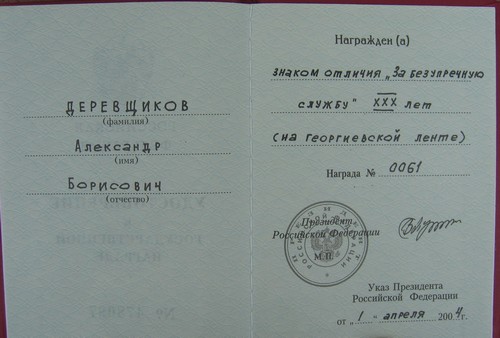 ДЕРЕВЩИКОВ
(фамилия)
Александр
(имя)
Борисович
(отчество)
Награжден (а)
знаком отличия „За безупречную
службу" XXX лет
(на георгиевской ленте)
Награда № 0061
Президент
Российской Федерации
М.П.
Указ Президента
Российской Федерации
от „1" апреля 2004 г.